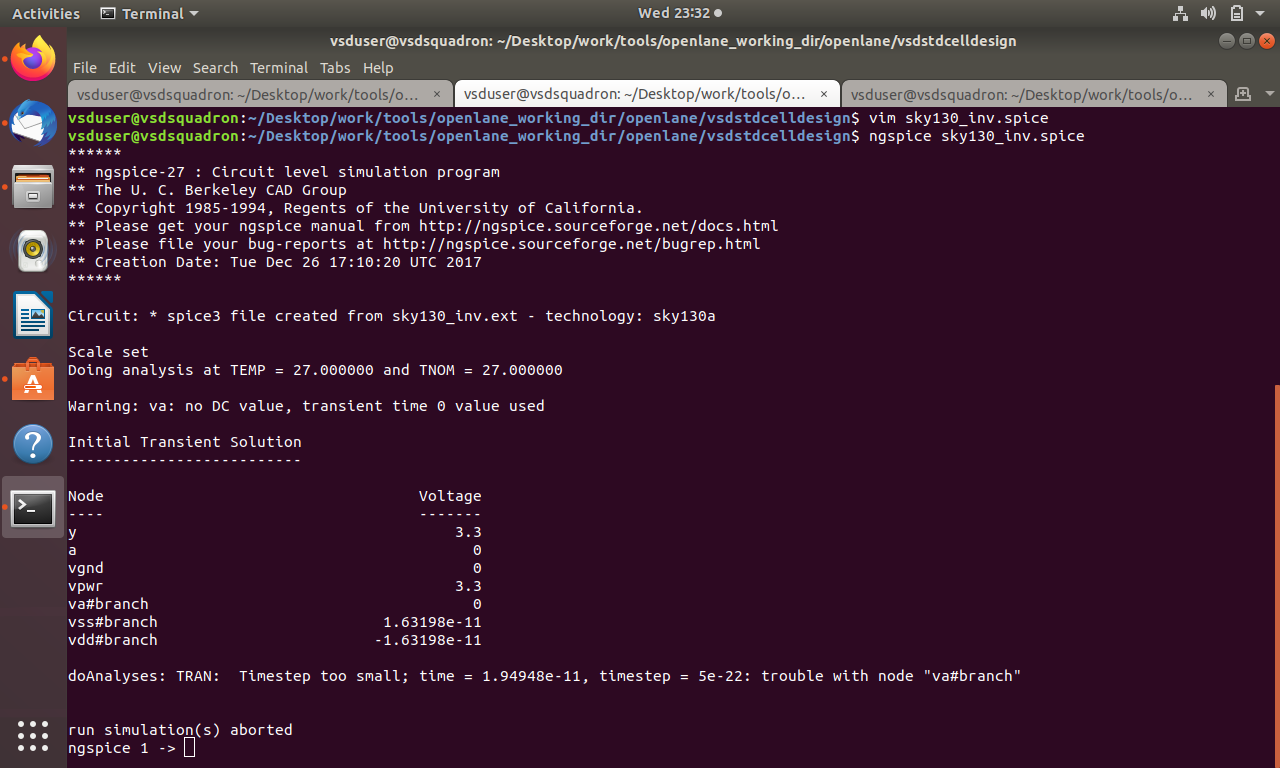 Activities Terminal Wed 23:32
vsduser@vsdsquadron: ~/Desktop/work/tools/openlane_working_dir/openlane/vsdstdcelldesign
File Edit View Search Terminal Tabs Help
vsduser@vsdsquadron: ~/Desktop/work/tools/o... × vsduser@vsdsquadron: ~/Desktop/work/tools/o... × vsduser@vsdsquadron: ~/Desktop/work/tools/o... ×
vsduser@vsdsquadron:~/Desktop/work/tools/openlane_working_dir/openlane/vsdstdcelldesign$ vim sky130_inv.spice
vsduser@vsdsquadron:~/Desktop/work/tools/openlane_working_dir/openlane/vsdstdcelldesign$ ngspice sky130_inv.spice
******
** ngspice-27 : Circuit level simulation program
** The U. C. Berkeley CAD Group
** Copyright 1985-1994, Regents of the University of California.
** Please get your ngspice manual from http://ngspice.sourceforge.net/docs.html
** Please file your bug-reports at http://ngspice.sourceforge.net/bugrep.html
** Creation Date: Tue Dec 26 17:10:20 UTC 2017
******
Circuit: * spice3 file created from sky130_inv.ext - technology: sky130a
Scale set
Doing analysis at TEMP = 27.000000 and TNOM = 27.000000
Warning: va: no DC value, transient time 0 value used
Initial Transient Solution
--------------------------
Node Voltage
---- -------
y 3.3
a 0
vgnd 0
vpwr 3.3
va#branch 0
vss#branch 1.63198e-11
vdd#branch -1.63198e-11
doAnalyses: TRAN:  Timestep too small; time = 1.94948e-11, timestep = 5e-22: trouble with node "va#branch"
run simulation(s) aborted
ngspice 1 ->